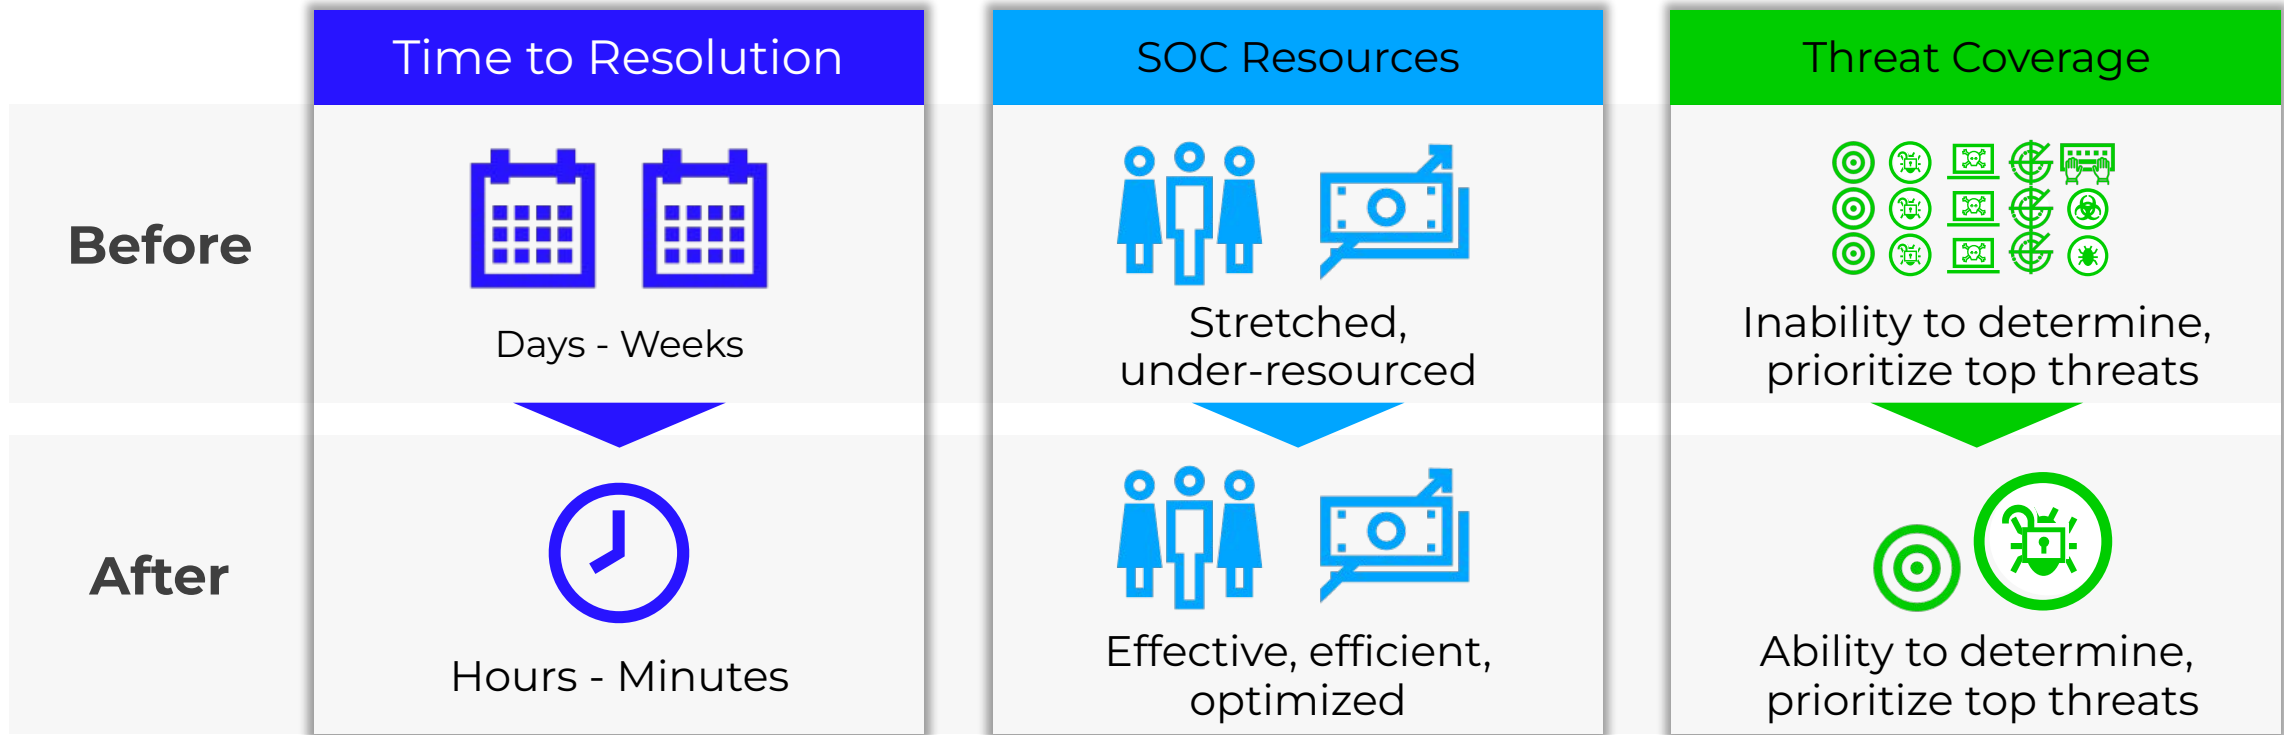 Time to Resolution
SOC Resources
Threat Coverage
Before
Days - Weeks
Stretched,
under-resourced
Inability to determine,
prioritize top threats
After
Hours - Minutes
Effective, efficient,
optimized
Ability to determine,
prioritize top threats